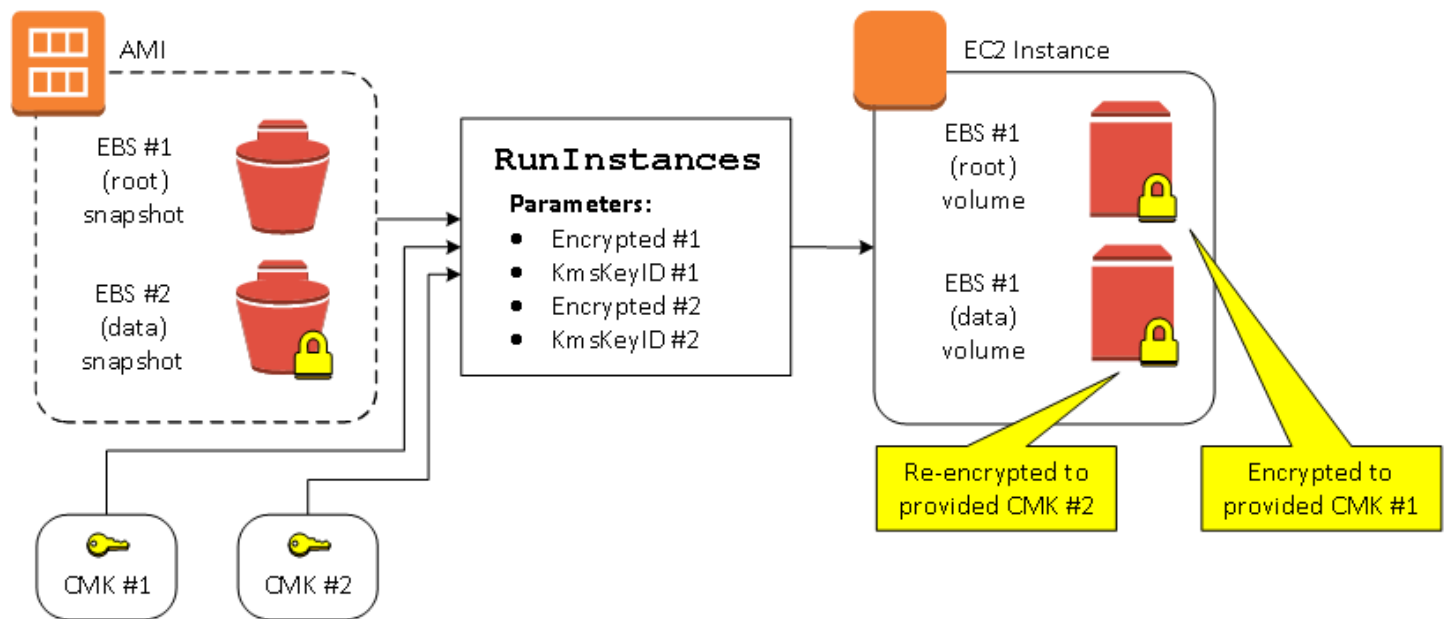 AMI
EBS #1
(root)
snapshot
EBS #2
(data)
snapshot
CMK #1
CMK #2
RunInstances
Parameters:
• Encrypted #1
• KmsKeyID #1
• Encrypted #2
• KmsKeyID #2
EC2 Instance
EBS #1
(root)
volume
EBS #1
(data)
volume
Re-encrypted to
provided CMK #2
Encrypted to
provided CMK #1